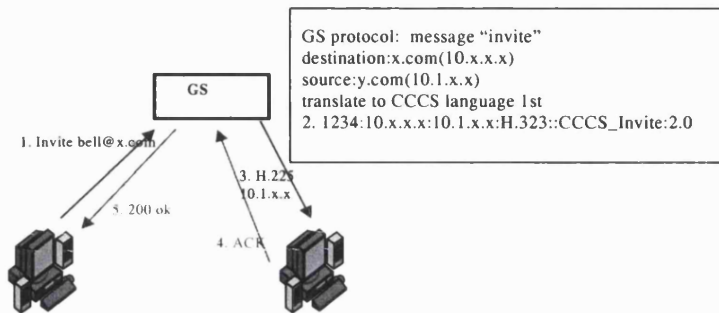 GS protocol: message “invite”
destination:x.com(10.x.x.x)
source:y.com(10.1.x.x)
translate to CCCS language 1st
2. 1234:10.x.x.x:10.1.x.x:H.323::CCCS_Invite:2.0
GS
1. Invite bell@x.com
3. H.225
10.1.x.x
5. 200 ok
4. ACK